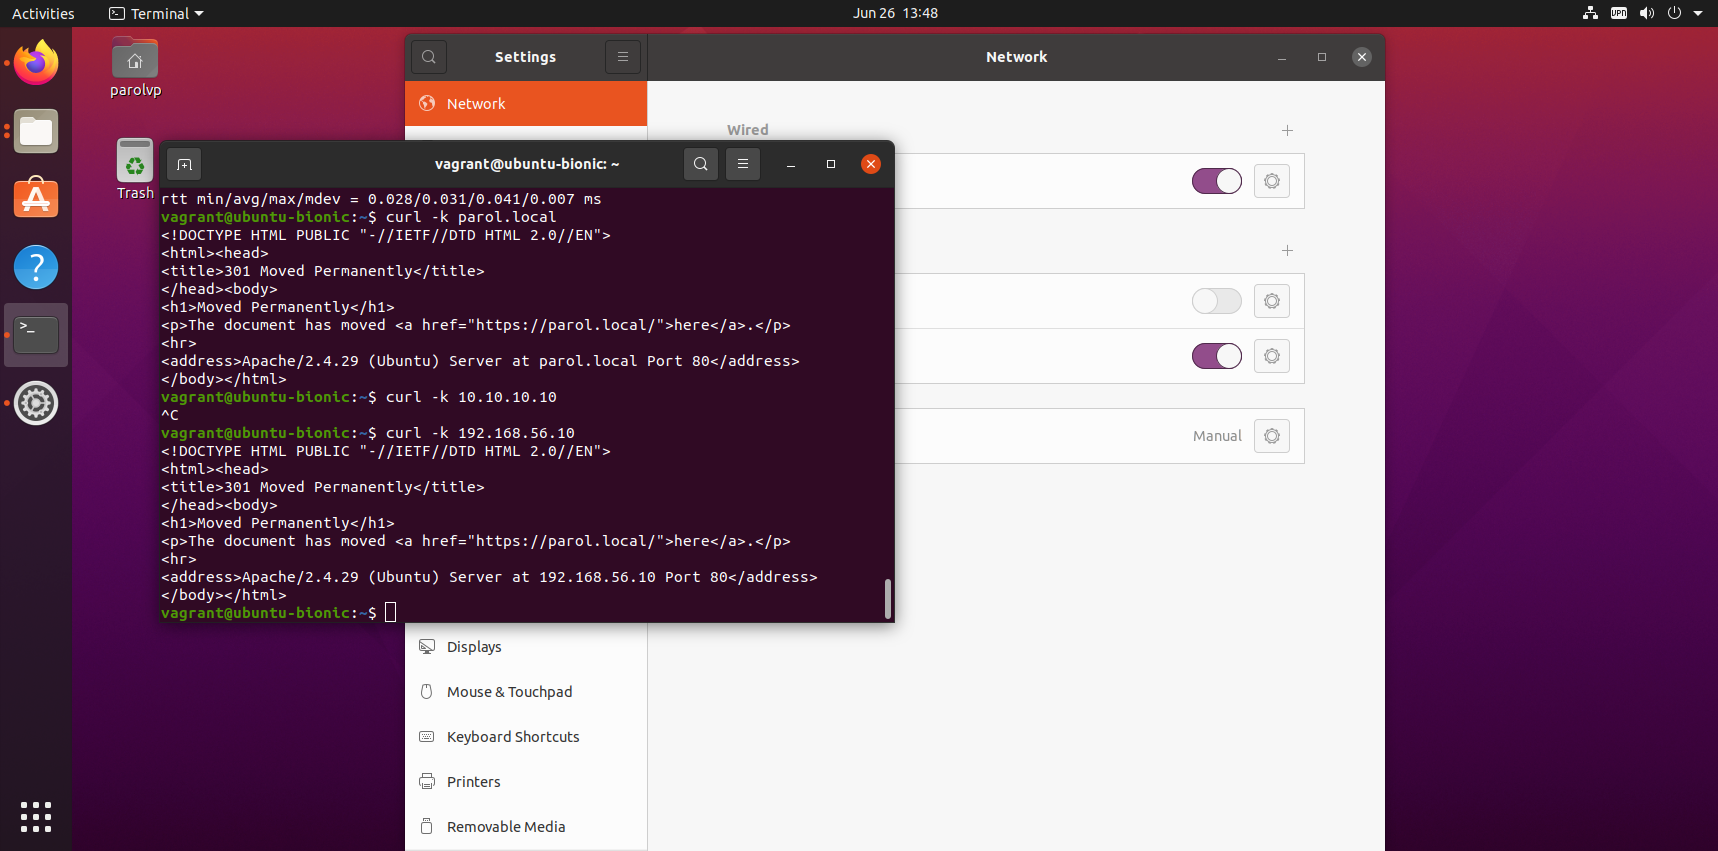 Activities
Terminal
Jun 26 13:48
VPN
parolvp
Trash
Settings
Network
Network
Wired
vagrant@ubuntu-bionic: ~
rtt min/avg/max/mdev = 0.028/0.031/0.041/0.007 ms
vagrant@ubuntu-bionic:~$ curl -k parol.local
<!DOCTYPE HTML PUBLIC "-//IETF//DTD HTML 2.0//EN">
<html><head>
<title>301 Moved Permanently</title>
</head><body>
<h1>Moved Permanently</h1>
<p>The document has moved <a href="https://parol.local/">here</a>.</p>
<hr>
<address>Apache/2.4.29 (Ubuntu) Server at parol.local Port 80</address>
</body></html>
vagrant@ubuntu-bionic:~$ curl -k 10.10.10.10
^C
vagrant@ubuntu-bionic:~$ curl -k 192.168.56.10
<!DOCTYPE HTML PUBLIC "-//IETF//DTD HTML 2.0//EN">
<html><head>
<title>301 Moved Permanently</title>
</head><body>
<h1>Moved Permanently</h1>
<p>The document has moved <a href="https://parol.local/">here</a>.</p>
<hr>
<address>Apache/2.4.29 (Ubuntu) Server at 192.168.56.10 Port 80</address>
</body></html>
vagrant@ubuntu-bionic:~$
Manual
Displays
Mouse & Touchpad
Keyboard Shortcuts
Printers
Removable Media